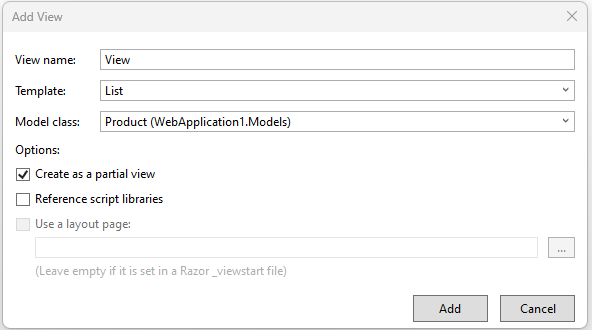 Add View
View name: View
Template: List
Model class: Product (WebApplication1.Models)
Options:
Create as a partial view
Reference script libraries
Use a layout page:
...
(Leave empty if it is set in a Razor _viewstart file)
Add Cancel